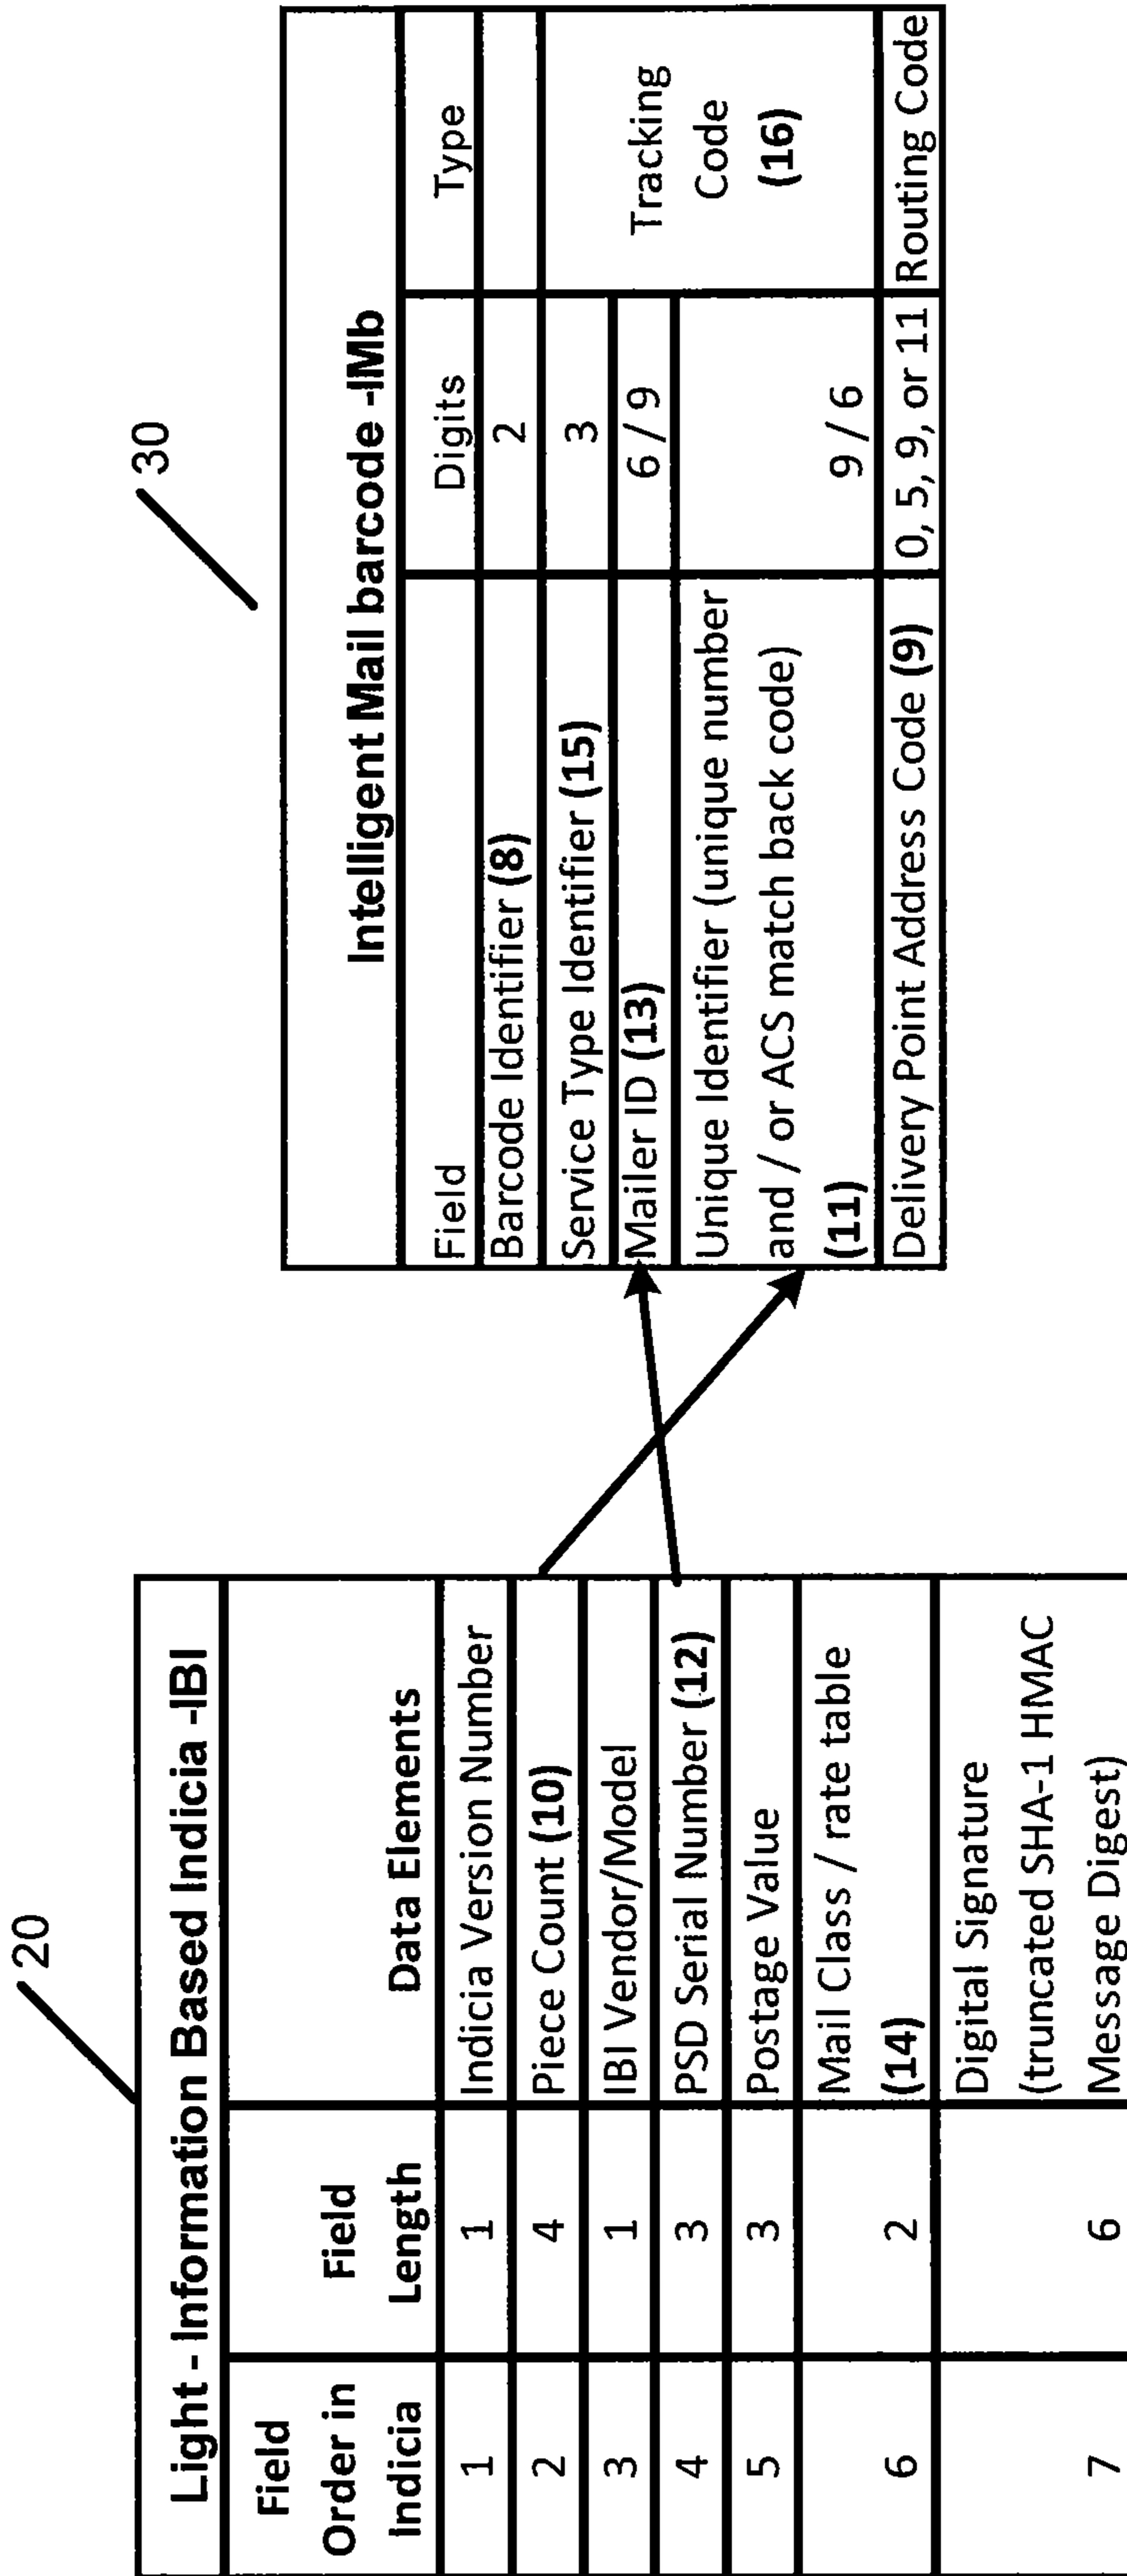 20
Light - Information Based Indicia -IBI
Field
Order in
Indicia
Field
Length
Data Elements
1 1 Indicia Version Number
2 4 Piece Count (10)
3 1 IBI Vendor/Model
4 3 PSD Serial Number (12)
5 3 Postage Value
Mail Class / rate table
6 2 (14)
Digital Signature
(truncated SHA-1 HMAC
7 6 Message Digest)
30
Intelligent Mail barcode -IMb
Field Digits Type
Barcode Identifier (8) 2
Service Type Identifier (15) 3
Mailer ID (13) 6 / 9
Unique Identifier (unique number
and / or ACS match back code)
(11) 9 / 6
Tracking
Code
(16)
Delivery Point Address Code (9) 0, 5, 9, or 11 Routing Code